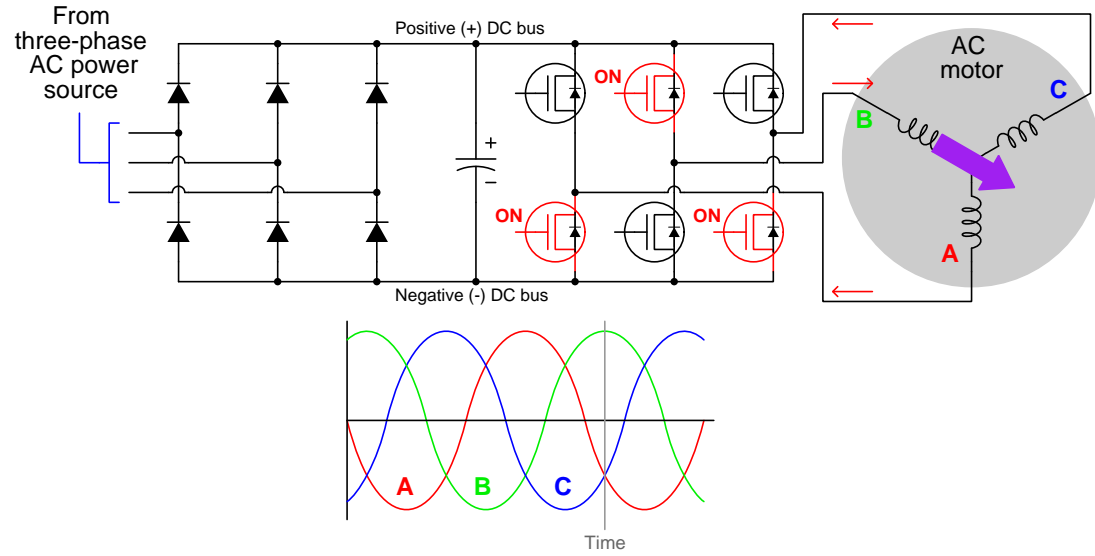 From
three-phase
AC power
source
Positive (+) DC bus
+
−
Negative (-) DC bus
ON
ON
ON
AC
motor
B
C
A
A
B
C
Time